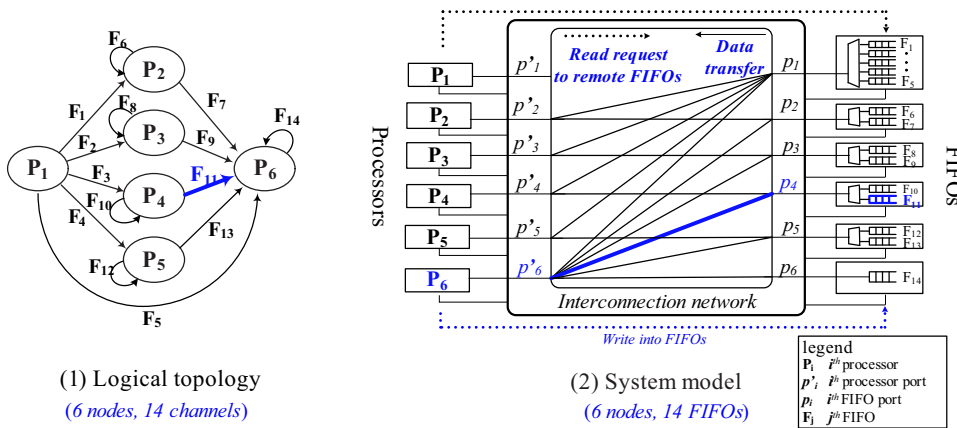 F6
P2
F7
F1
F8
P3
F9
F14
F2
P1
F3
F11
P6
F10
P4
F4
F13
F12
P5
F5
(1) Logical topology
(6 nodes, 14 channels)
Processors
P1
P2
P3
P4
P5
P6
p'1
p'2
p'3
p'4
p'5
p'6
Read request
to remote FIFOs
Data
transfer
Interconnection network
p1
p2
p3
p4
p5
p6
F1
F5
F6
F7
F8
F9
F10
F11
F12
F13
F14
FIFOs
Write into FIFOs
(2) System model
(6 nodes, 14 FIFOs)
legend
Pi ith processor
p'i ith processor port
pi ith FIFO port
Fj jth FIFO